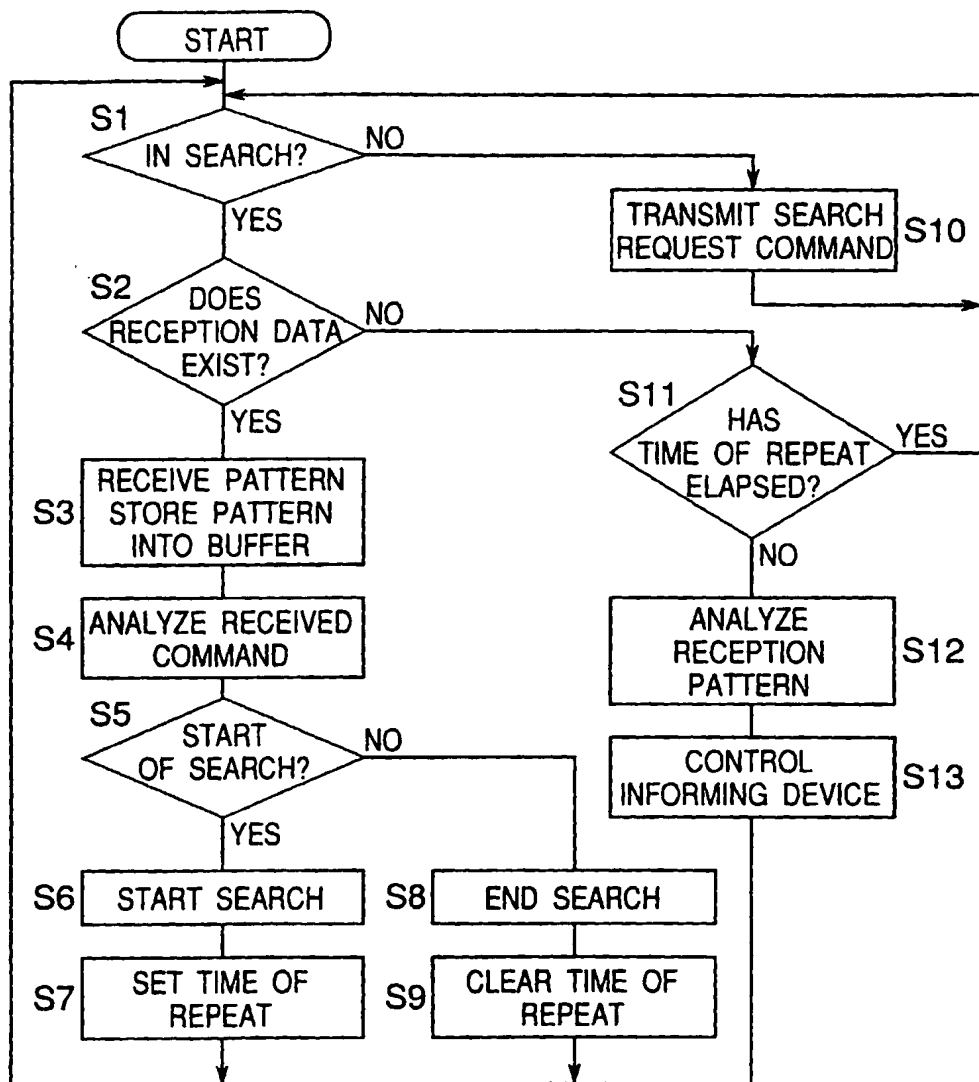 START
S1
IN SEARCH?
NO
YES
TRANSMIT SEARCH
REQUEST COMMAND
S10
S2
DOES
RECEPTION DATA
EXIST?
NO
YES
S11
HAS
TIME OF REPEAT
ELAPSED?
YES
NO
S3
RECEIVE PATTERN
STORE PATTERN
INTO BUFFER
S4
ANALYZE RECEIVED
COMMAND
ANALYZE
RECEPTION
PATTERN
S12
S5
START
OF SEARCH?
NO
YES
CONTROL
INFORMING DEVICE
S13
S6
START SEARCH
S8
END SEARCH
S7
SET TIME OF
REPEAT
S9
CLEAR TIME OF
REPEAT